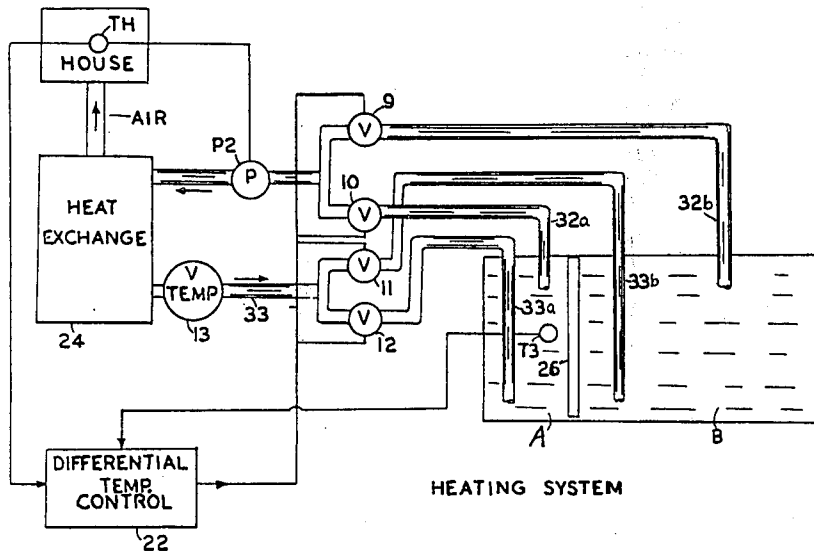 TH
HOUSE
AIR
P2
P
9
V
10
V
32a
32b
HEAT
EXCHANGE
V
TEMP
33
13
24
V
11
V
12
33a
33b
T3
26
A
B
DIFFERENTIAL
TEMP.
CONTROL
22
HEATING SYSTEM